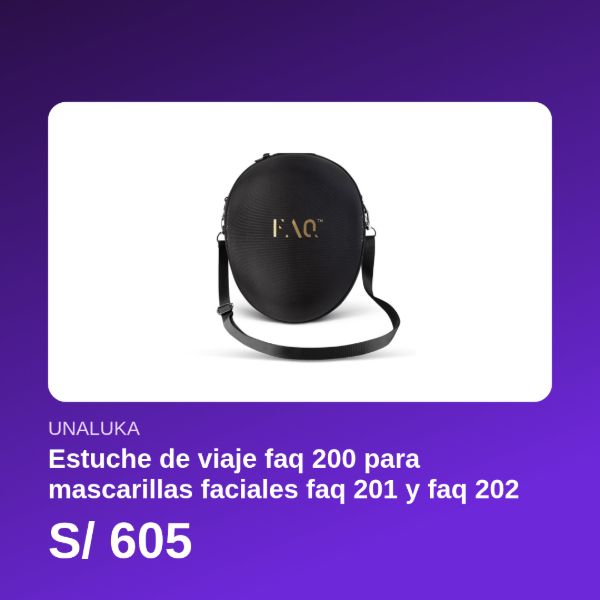 FAQ™
UNALUKA
Estuche de viaje faq 200 para
mascarillas faciales faq 201 y faq 202
S/ 605